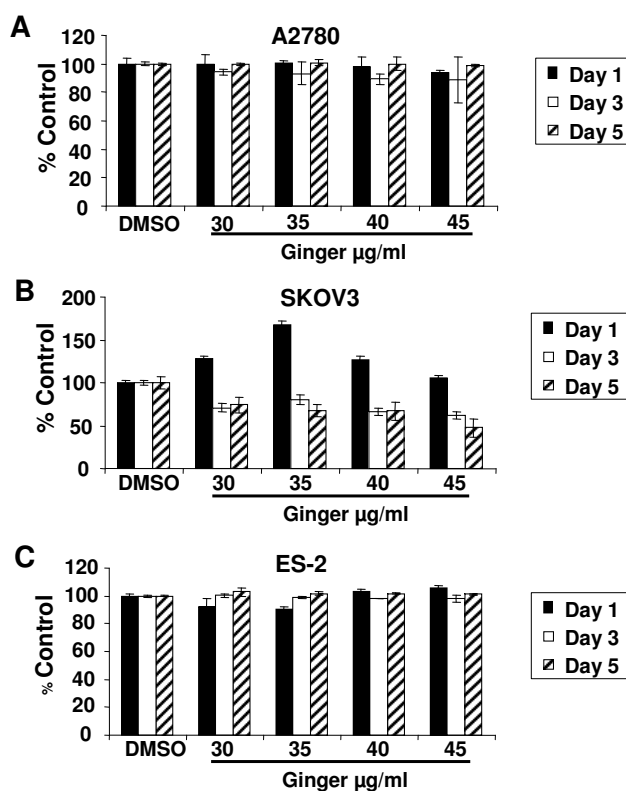 A
A2780
120
100
80
60
40
20
0
% Control
DMSO 30 35 40 45
Ginger µg/ml
Day 1
Day 3
Day 5
B
SKOV3
200
150
100
50
0
% Control
DMSO 30 35 40 45
Ginger µg/ml
Day 1
Day 3
Day 5
C
ES-2
120
100
80
60
40
20
0
% Control
DMSO 30 35 40 45
Ginger µg/ml
Day 1
Day 3
Day 5